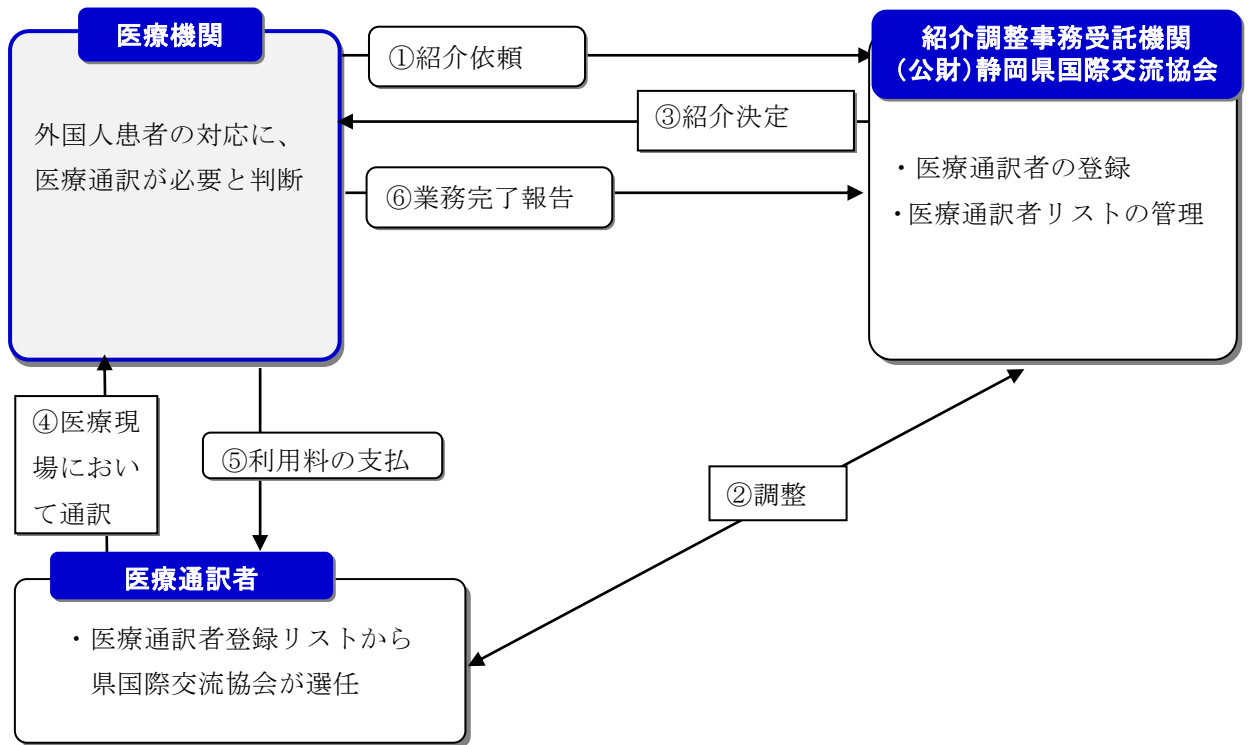 医療機関
外国人患者の対応に、
医療通訳が必要と判断
①紹介依頼
③紹介決定
⑥業務完了報告
紹介調整事務受託機関
(公財)静岡県国際交流協会
・医療通訳者の登録
・医療通訳者リストの管理
④医療現
場におい
て通訳
⑤利用料の支払
②調整
医療通訳者
・医療通訳者登録リストから
県国際交流協会が選任